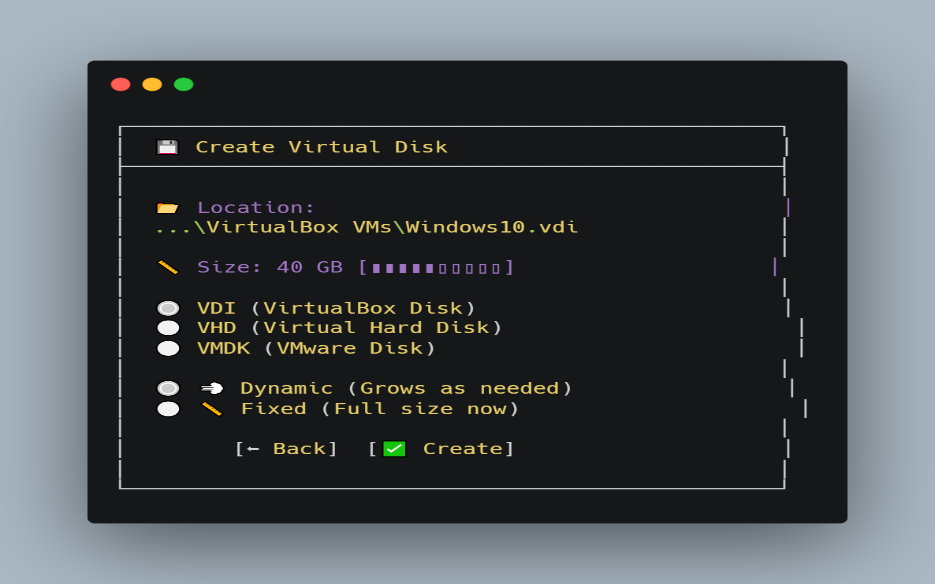 Create Virtual Disk
Location:
...\VirtualBox VMs\Windows10.vdi
Size: 40 GB [▮▮▮▮▮▯▯▯▯▯]
VDI (VirtualBox Disk)
VHD (Virtual Hard Disk)
VMDK (VMware Disk)
Dynamic (Grows as needed)
Fixed (Full size now)
[← Back] [✅ Create]